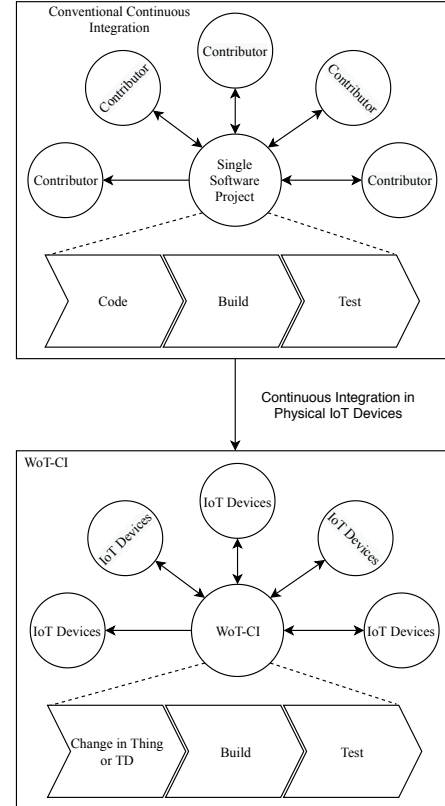 Conventional Continuous
Integration
Contributor
Contributor
Contributor
Contributor
Contributor
Single
Software
Project
Code
Build
Test
Continuous Integration in
Physical IoT Devices
WoT-CI
IoT Devices
IoT Devices
IoT Devices
IoT Devices
IoT Devices
WoT-CI
Change in Thing
or TD
Build
Test